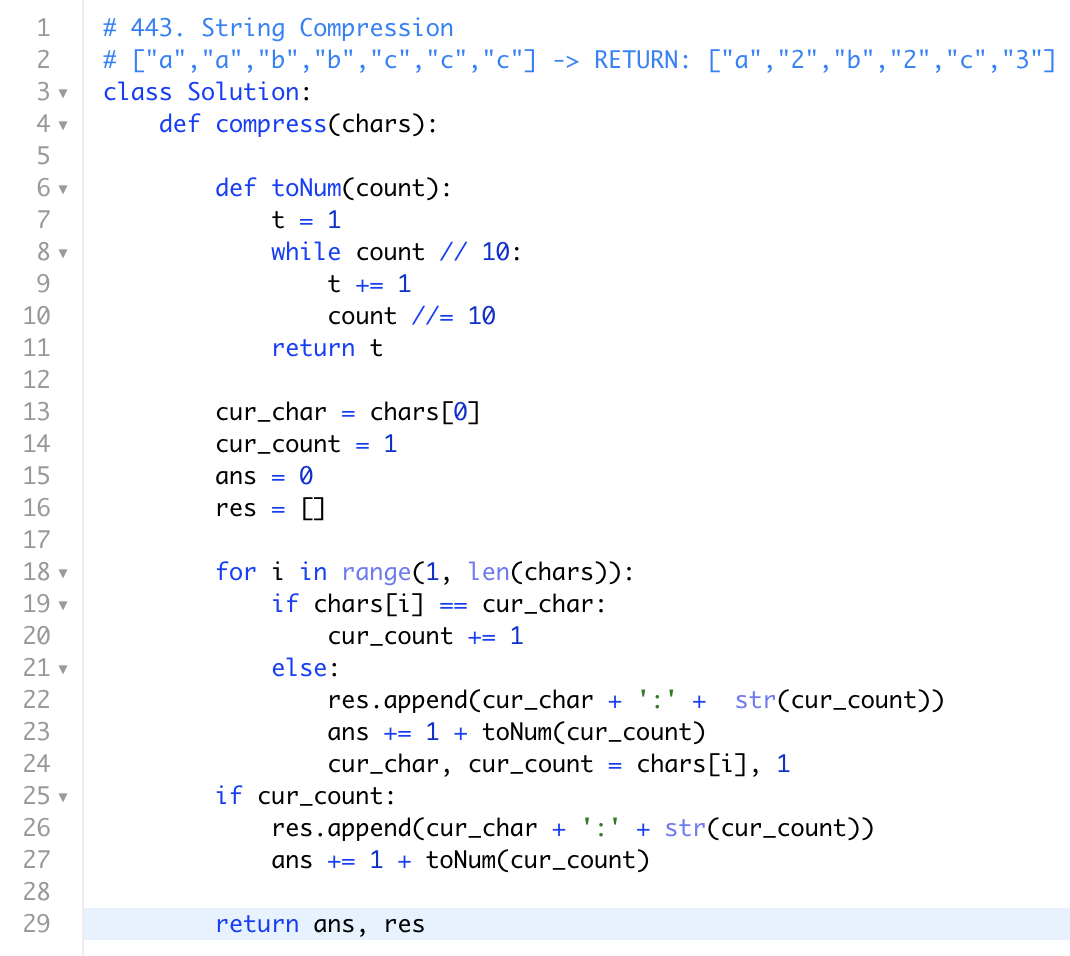 1 # 443. String Compression
2 # ["a","a","b","b","c","c","c"] -> RETURN: ["a","2","b","2","c","3"]
3 class Solution:
4     def compress(chars):
5
6         def toNum(count):
7             t = 1
8             while count // 10:
9                 t += 1
10                 count //= 10
11             return t
12
13         cur_char = chars[0]
14         cur_count = 1
15         ans = 0
16         res = []
17
18         for i in range(1, len(chars)):
19             if chars[i] == cur_char:
20                 cur_count += 1
21             else:
22                 res.append(cur_char + ':' +  str(cur_count))
23                 ans += 1 + toNum(cur_count)
24                 cur_char, cur_count = chars[i], 1
25         if cur_count:
26             res.append(cur_char + ':' + str(cur_count))
27             ans += 1 + toNum(cur_count)
28
29         return ans, res